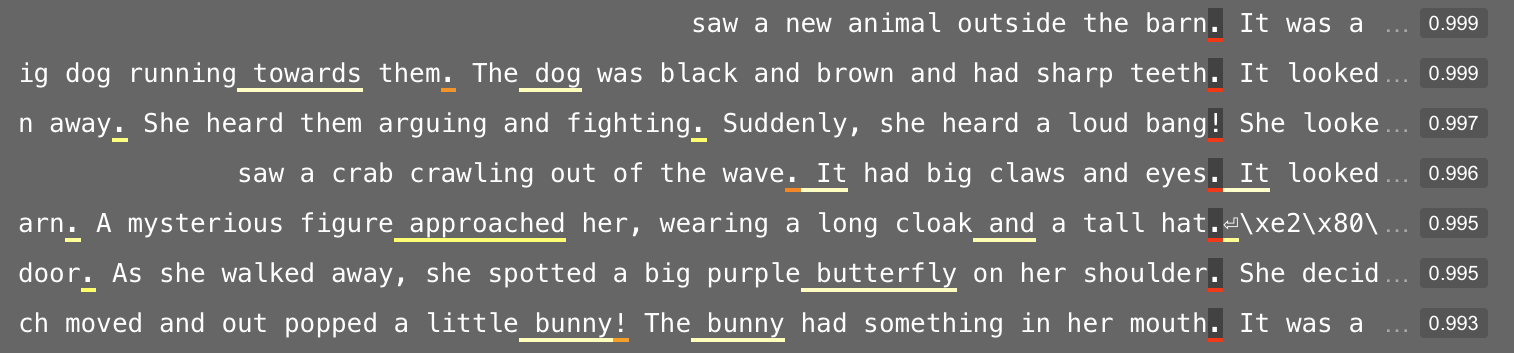 saw a new animal outside the barn. It was a ... 0.999
ig dog running towards them. The dog was black and brown and had sharp teeth. It looked... 0.999
n away. She heard them arguing and fighting. Suddenly, she heard a loud bang! She looke... 0.997
saw a crab crawling out of the wave. It had big claws and eyes. It looked... 0.996
arn. A mysterious figure approached her, wearing a long cloak and a tall hat.⏎\xe2\x80\... 0.995
door. As she walked away, she spotted a big purple butterfly on her shoulder. She decid... 0.995
ch moved and out popped a little bunny! The bunny had something in her mouth. It was a ... 0.993